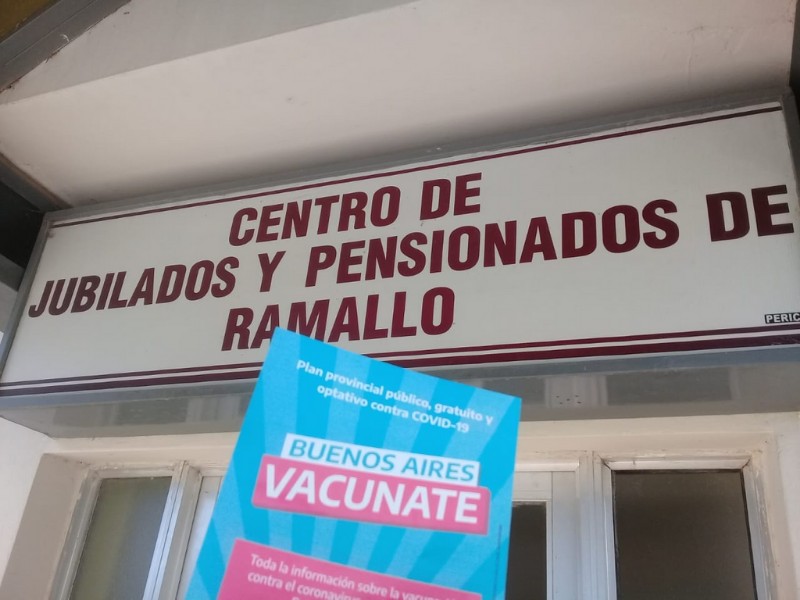 CENTRO DE
JUBILADOS Y PENSIONADOS DE
RAMALLO
PERIC
Plan provincial público, gratuito y
optativo contra COVID-19
BUENOS AIRES
VACUNATE
Toda la información sobre la
contra el